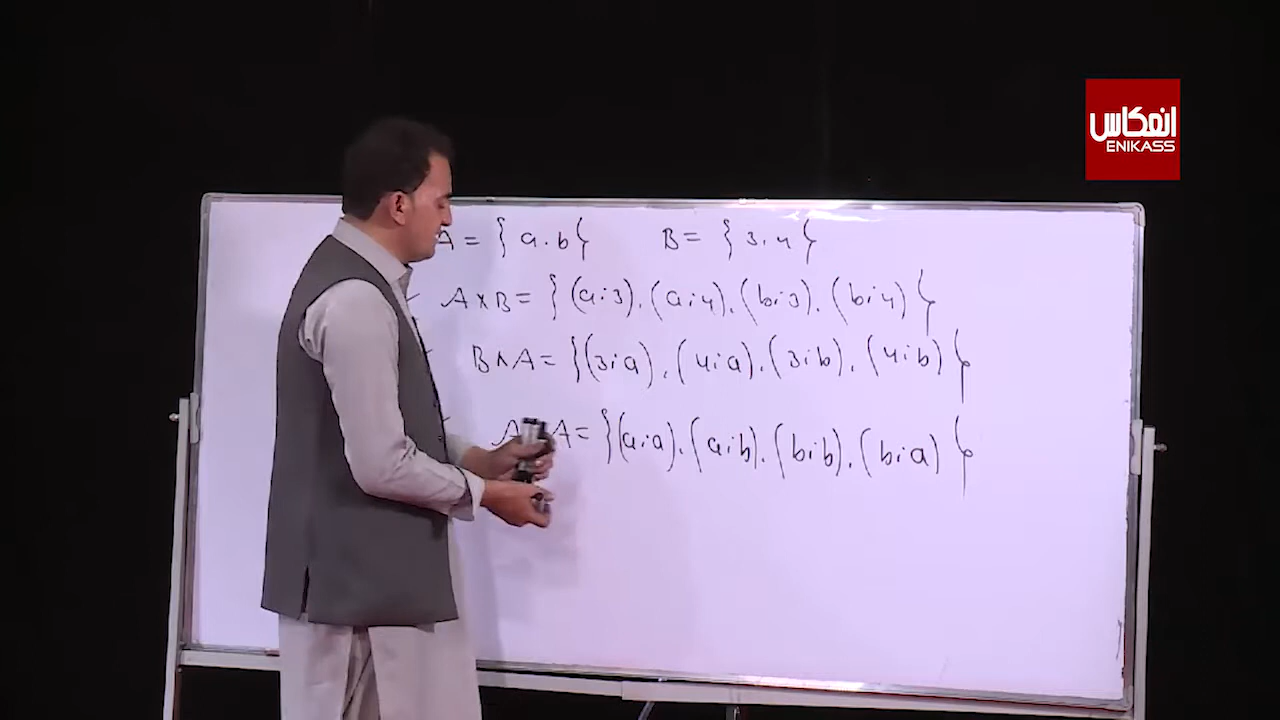 انعکاس
ENIKASS
A = { a . b } B = { 3 . 4 }
A × B = { (a ; 3) . (a ; 4) . (b ; 3) . (b ; 4) }
B × A = { (3 ; a) . (4 ; a) . (3 ; b) . (4 ; b) }
A = { (a ; a) . (a ; b) . (b ; b) . (b ; a) }